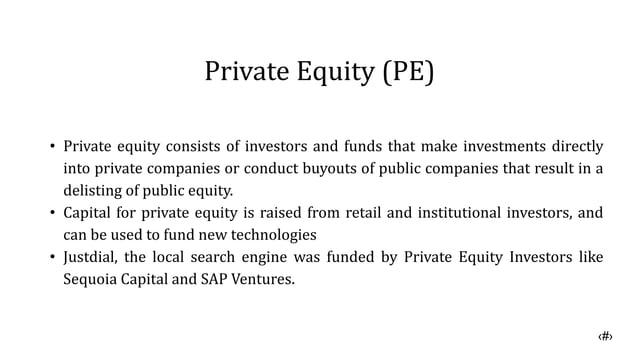 Private Equity (PE)
• Private equity consists of investors and funds that make investments directly
into private companies or conduct buyouts of public companies that result in a
delisting of public equity.
• Capital for private equity is raised from retail and institutional investors, and
can be used to fund new technologies
• Justdial, the local search engine was funded by Private Equity Investors like
Sequoia Capital and SAP Ventures.
‹#›